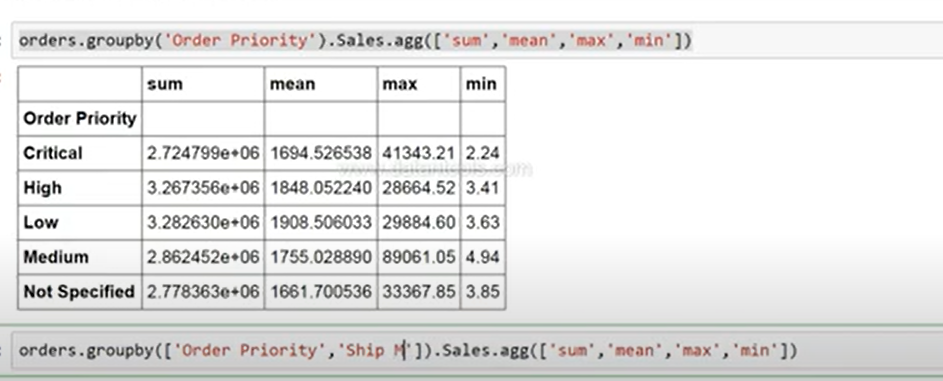 orders.groupby('Order Priority').Sales.agg(['sum','mean','max','min'])
sum mean max min
Order Priority
Critical 2.724799e+06 1694.526538 41343.21 2.24
High 3.267356e+06 1848.052240 28664.52 3.41
Low 3.282630e+06 1908.506033 29884.60 3.63
Medium 2.862452e+06 1755.028890 89061.05 4.94
Not Specified 2.778363e+06 1661.700536 33367.85 3.85
orders.groupby(['Order Priority','Ship M']).Sales.agg(['sum','mean','max','min'])